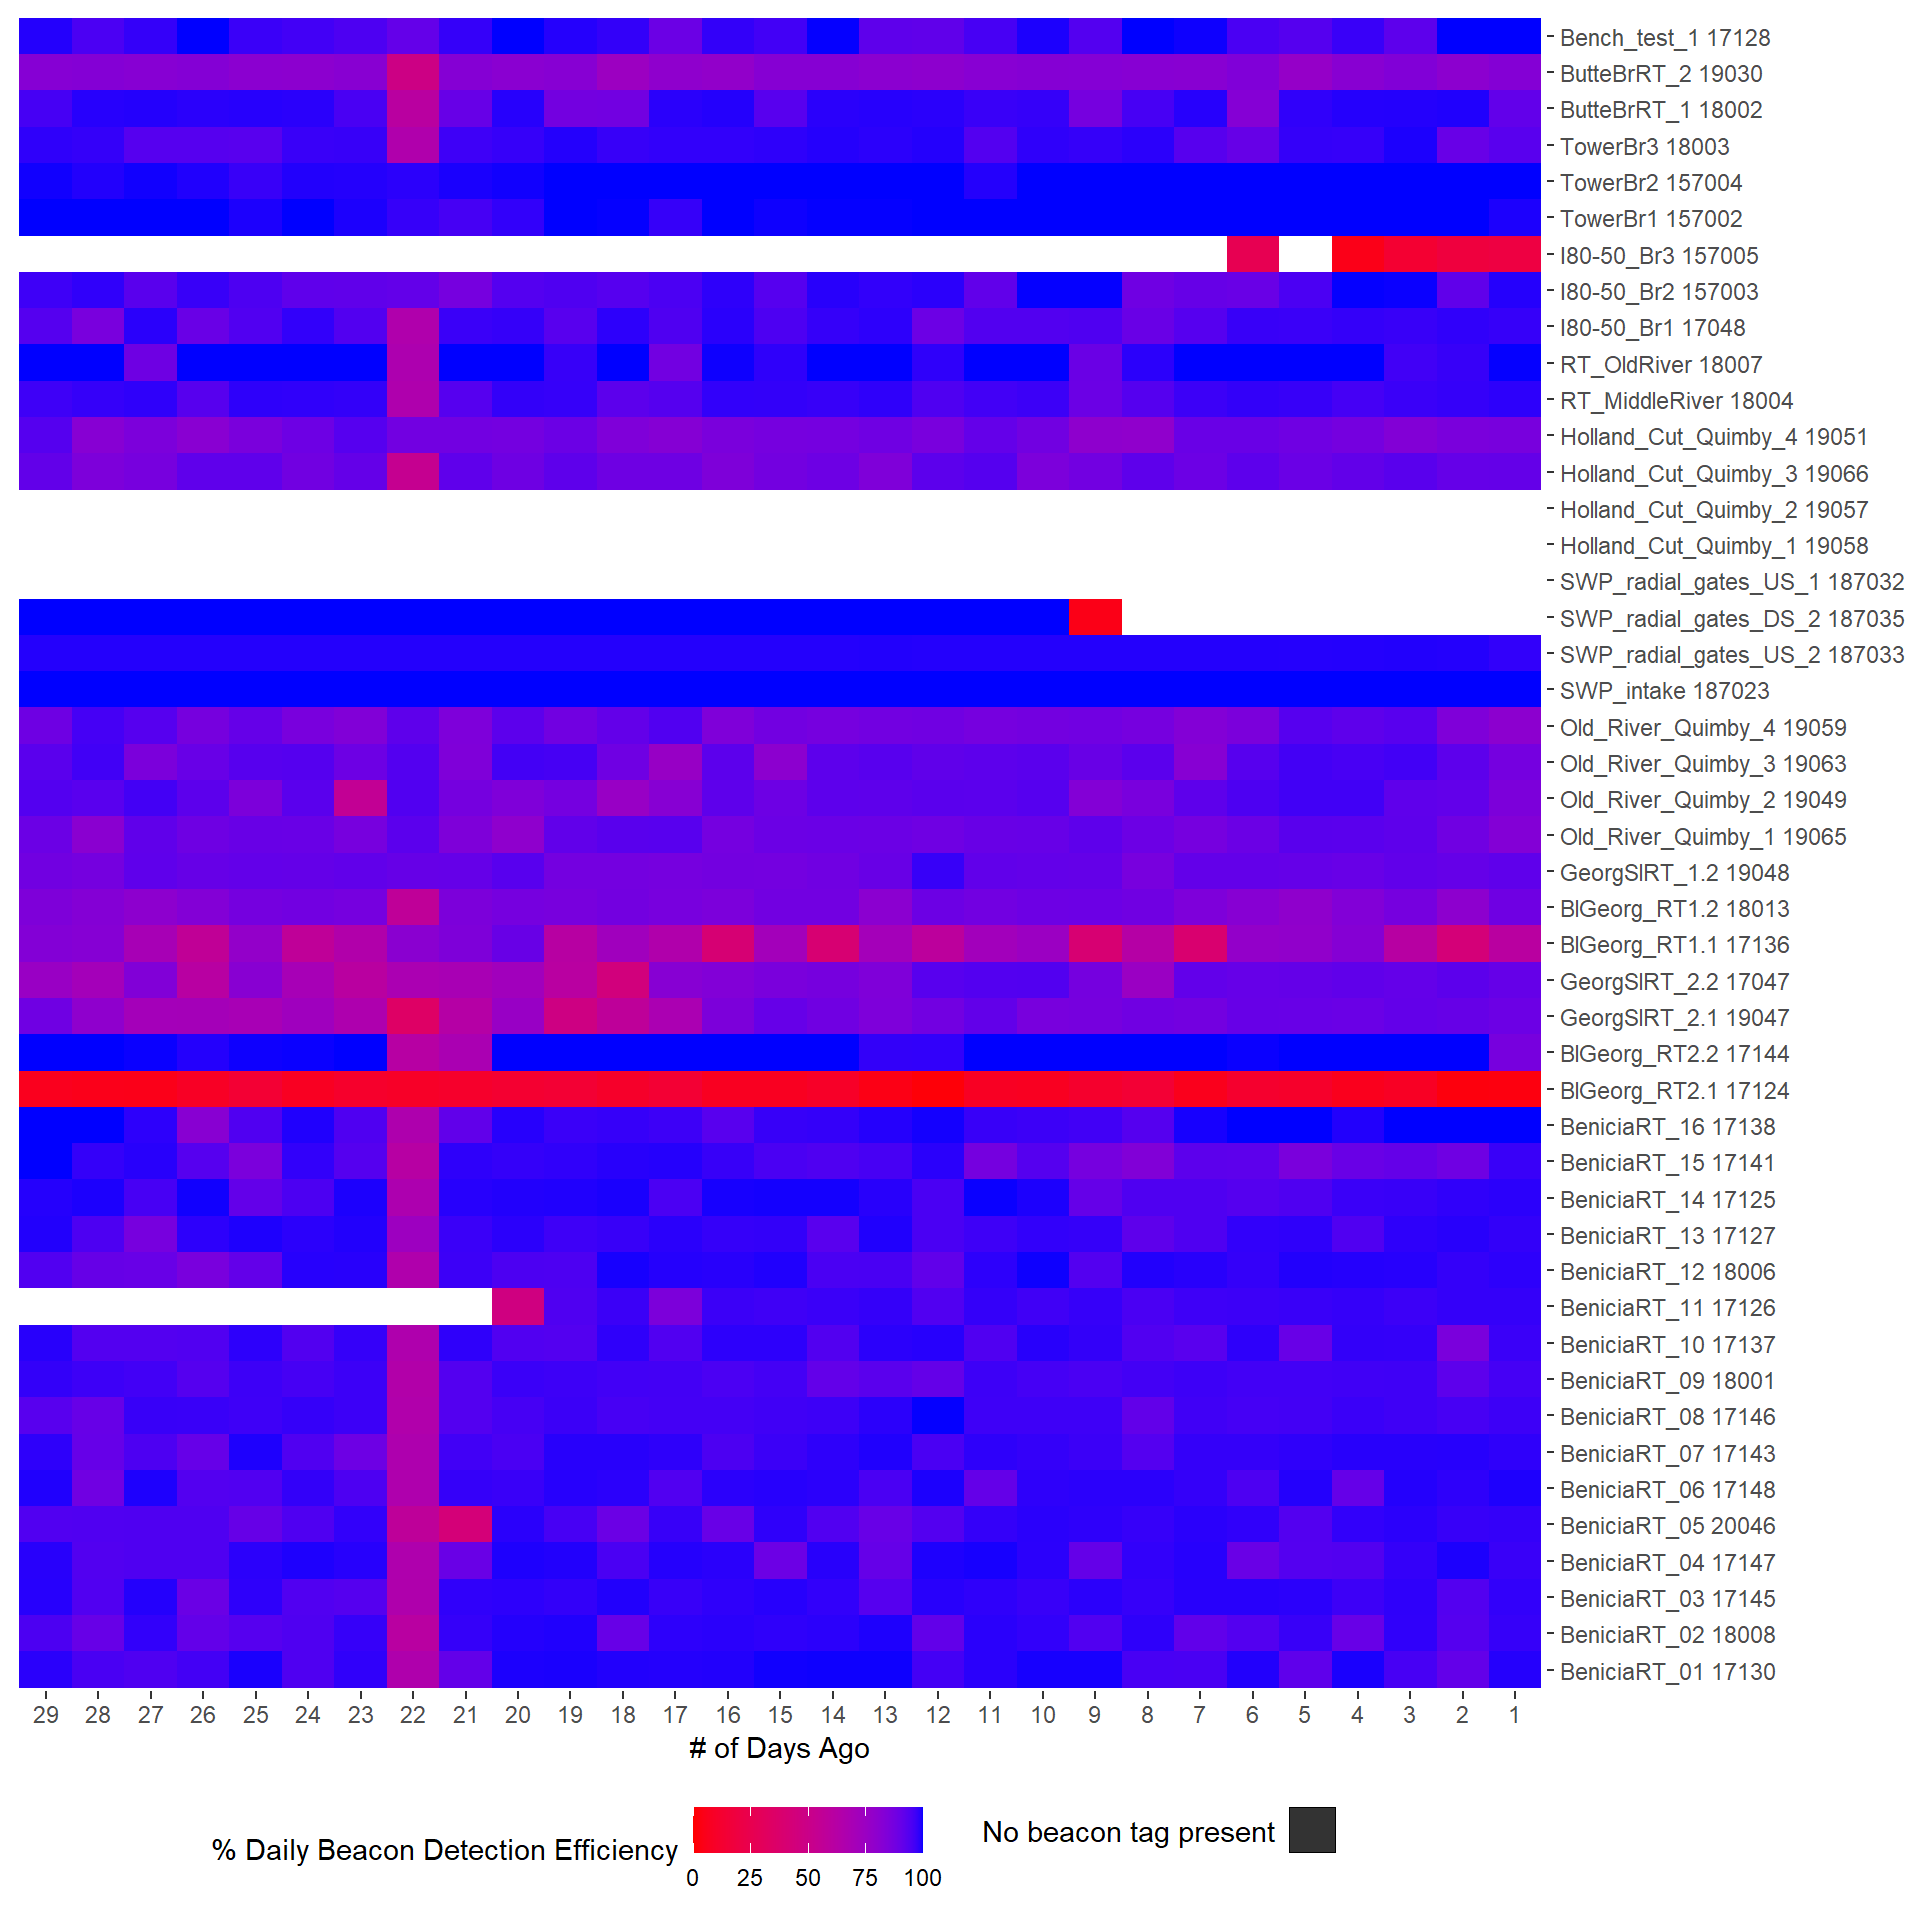 Bench_test_1 17128
ButteBrRT_2 19030
ButteBrRT_1 18002
TowerBr3 18003
TowerBr2 157004
TowerBr1 157002
I80-50_Br3 157005
I80-50_Br2 157003
I80-50_Br1 17048
RT_OldRiver 18007
RT_MiddleRiver 18004
Holland_Cut_Quimby_4 19051
Holland_Cut_Quimby_3 19066
Holland_Cut_Quimby_2 19057
Holland_Cut_Quimby_1 19058
SWP_radial_gates_US_1 187032
SWP_radial_gates_DS_2 187035
SWP_radial_gates_US_2 187033
SWP_intake 187023
Old_River_Quimby_4 19059
Old_River_Quimby_3 19063
Old_River_Quimby_2 19049
Old_River_Quimby_1 19065
GeorgSlRT_1.2 19048
BlGeorg_RT1.2 18013
BlGeorg_RT1.1 17136
GeorgSlRT_2.2 17047
GeorgSlRT_2.1 19047
BlGeorg_RT2.2 17144
BlGeorg_RT2.1 17124
BeniciaRT_16 17138
BeniciaRT_15 17141
BeniciaRT_14 17125
BeniciaRT_13 17127
BeniciaRT_12 18006
BeniciaRT_11 17126
BeniciaRT_10 17137
BeniciaRT_09 18001
BeniciaRT_08 17146
BeniciaRT_07 17143
BeniciaRT_06 17148
BeniciaRT_05 20046
BeniciaRT_04 17147
BeniciaRT_03 17145
BeniciaRT_02 18008
BeniciaRT_01 17130
29 28 27 26 25 24 23 22 21 20 19 18 17 16 15 14 13 12 11 10 9 8 7 6 5 4 3 2 1
# of Days Ago
% Daily Beacon Detection Efficiency
0 25 50 75 100
No beacon tag present